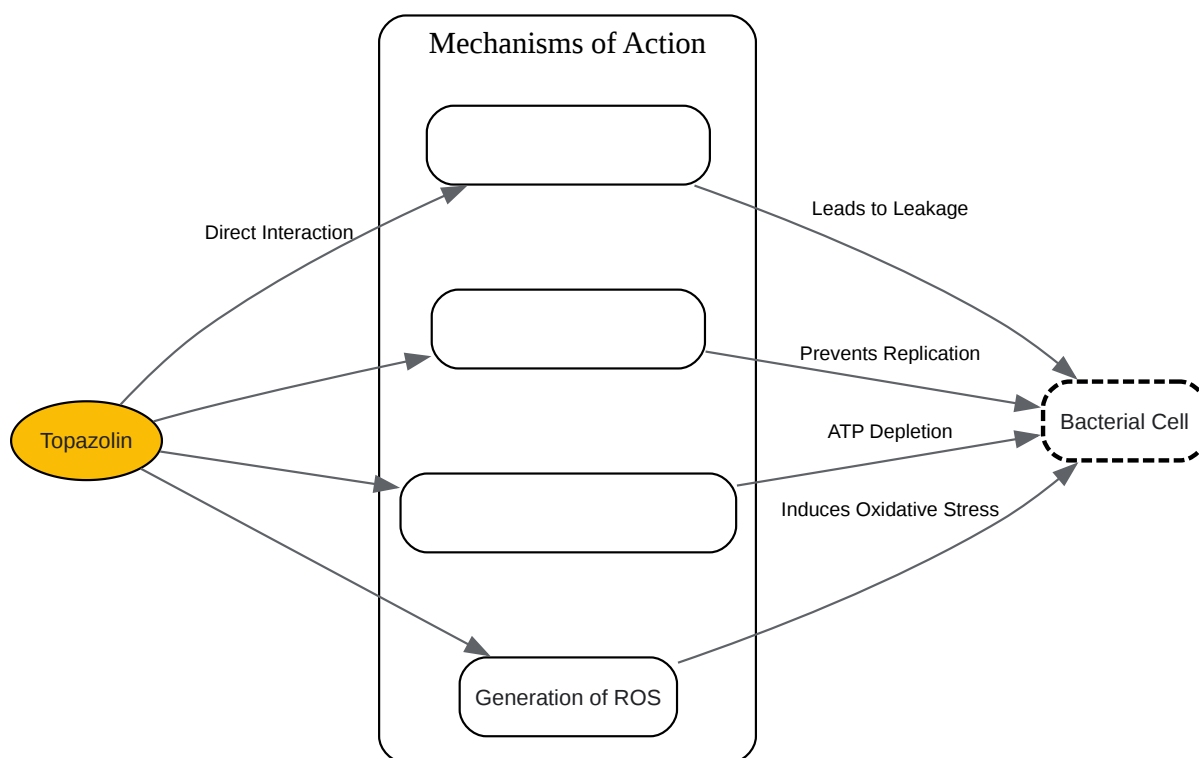 Mechanisms of Action
Leads to Leakage
Direct Interaction
Prevents Replication
Topazolin
Bacterial Cell
ATP Depletion
Induces Oxidative Stress
Generation of ROS